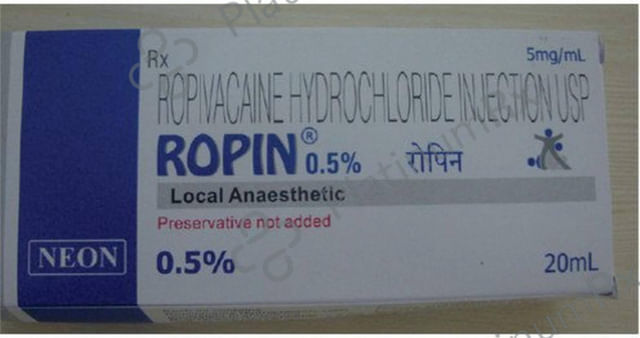 Rx
5mg/mL
ROPIVACAINE HYDROCHLORIDE INJECTION USP
ROPIN® 0.5% रोपिन
Local Anaesthetic
Preservative not added
NEON
0.5%
20mL